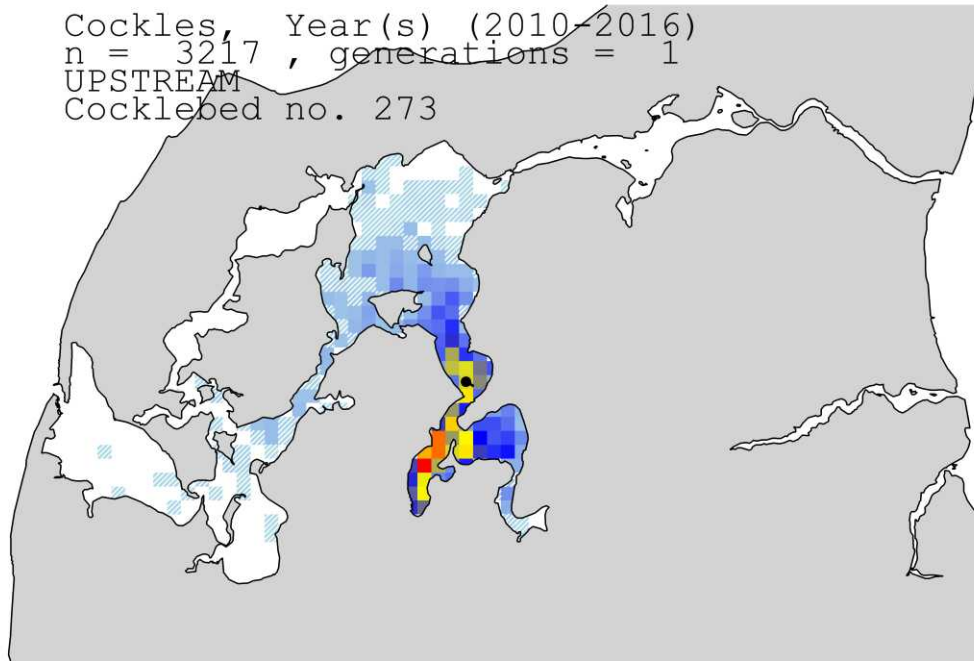 Cockles, Year(s) (2010-2016)
n = 3217 , generations = 1
UPSTREAM
Cocklebed no. 273